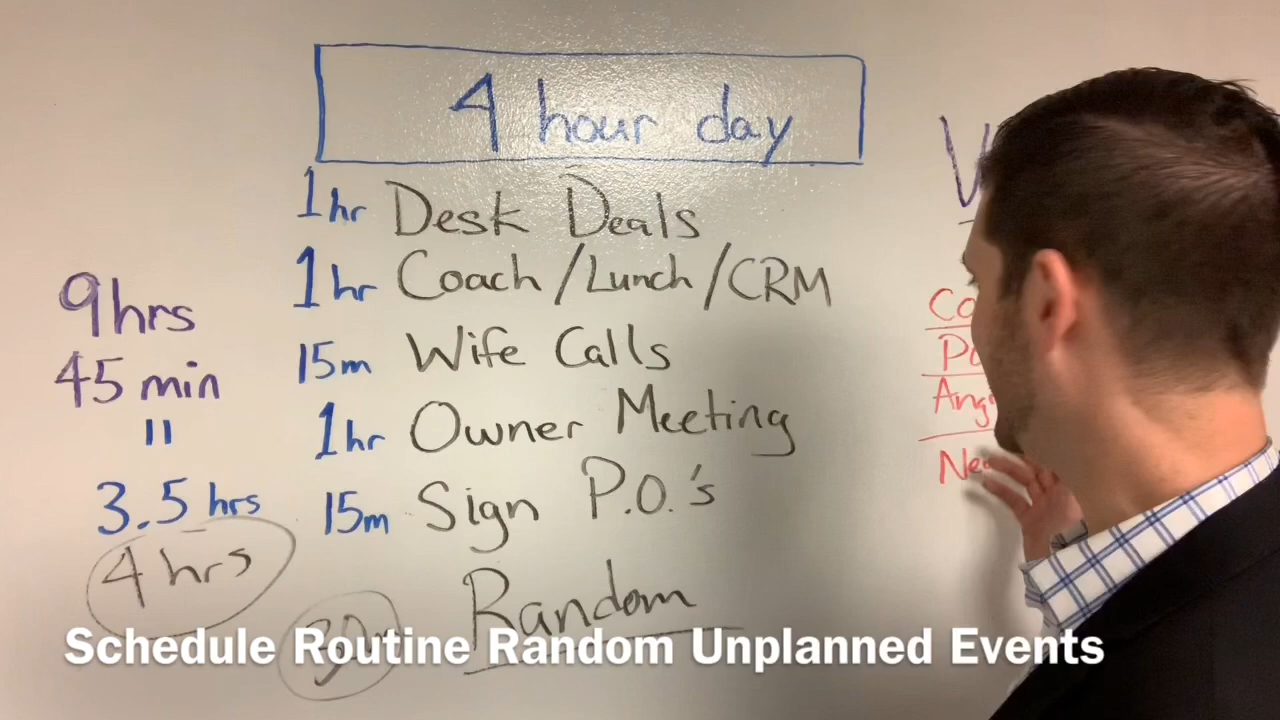 4 hour day
1hr Desk Deals
1hr Coach/Lunch/CRM
15m Wife Calls
1hr Owner Meeting
15m Sign P.O.'s
Random
9hrs
45 min
=
3.5 hrs
4 hrs
Schedule Routine Random Unplanned Events